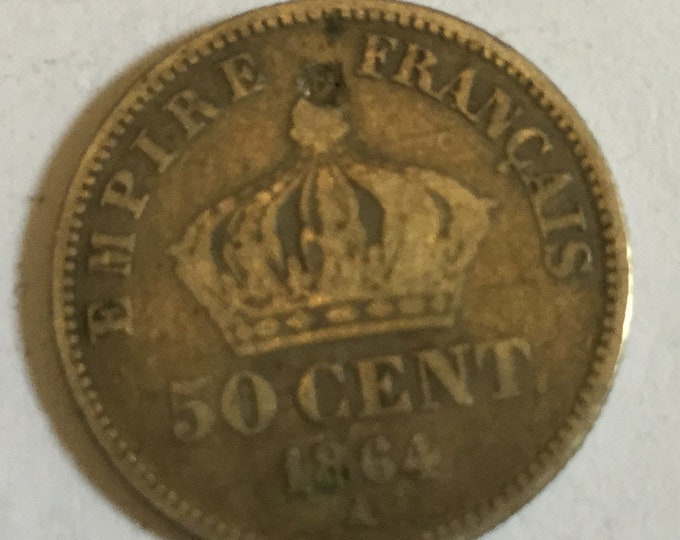 EMPIRE FRANÇAIS
50 CENT
1864
A